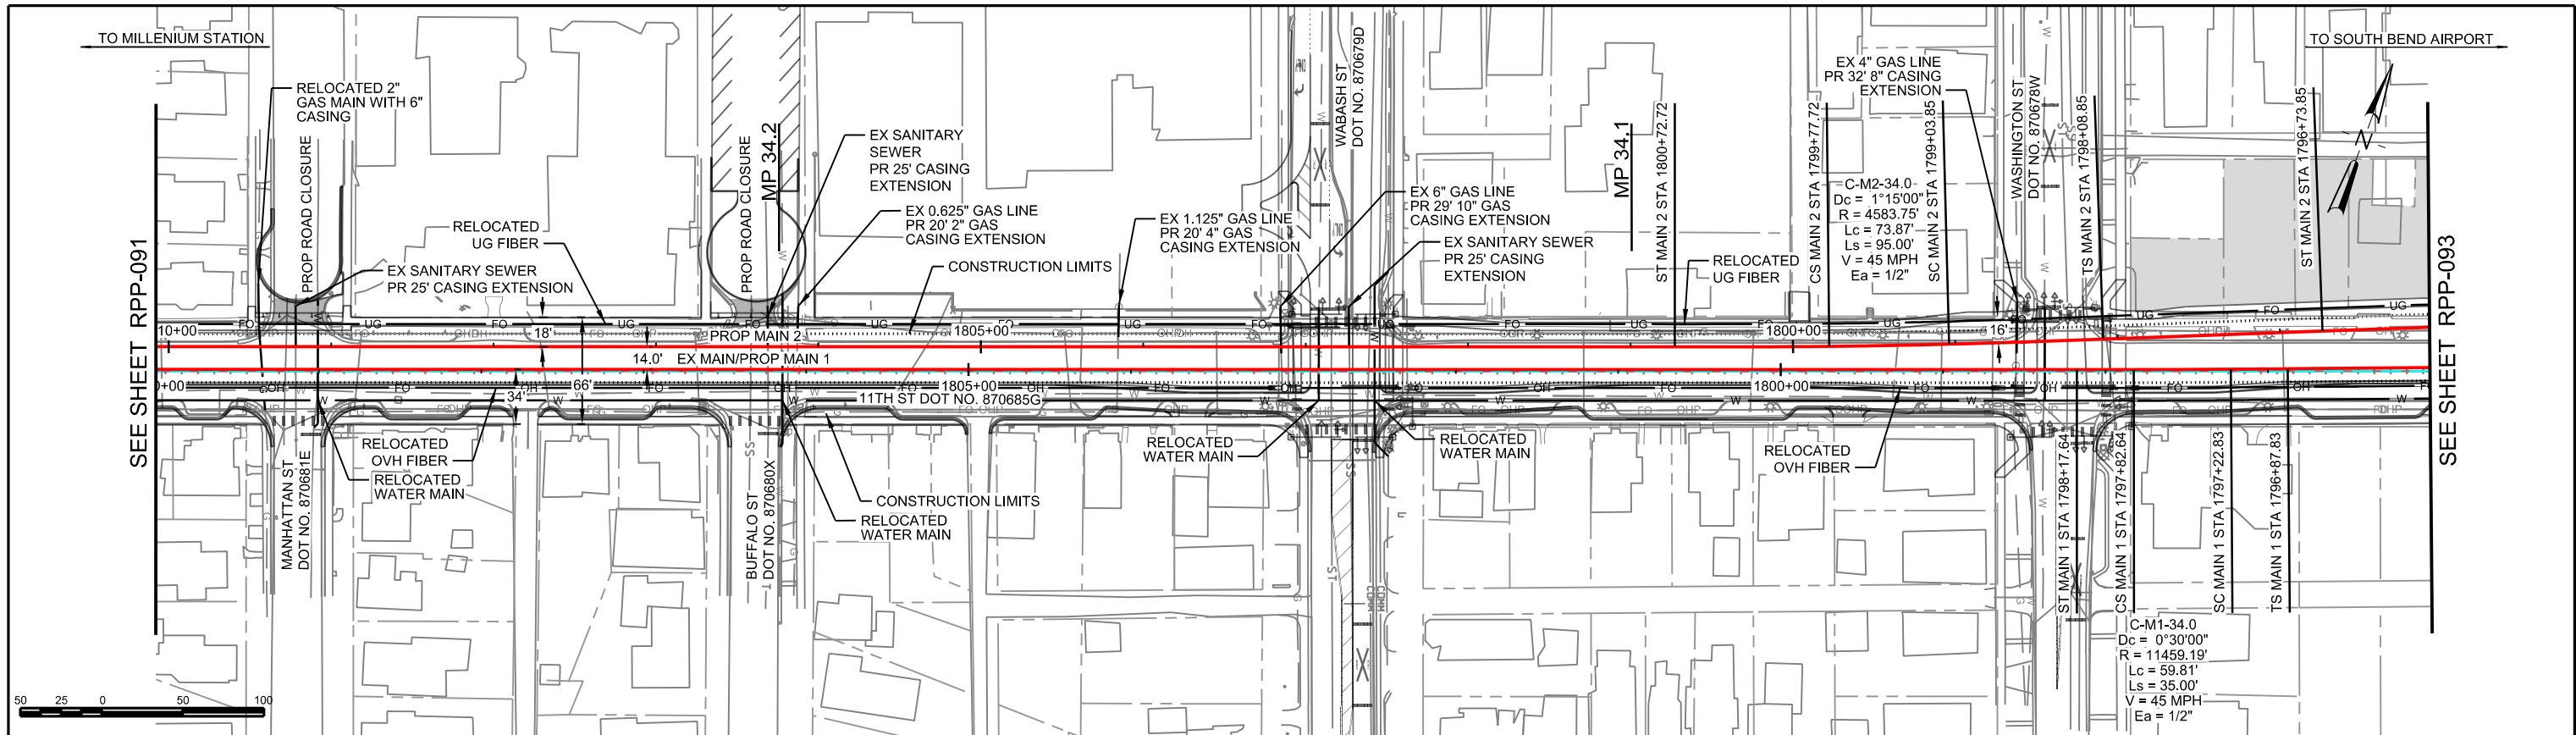 TO MILLENIUM STATION
TO SOUTH BEND AIRPORT
SEE SHEET RPP-091
SEE SHEET RPP-093
RELOCATED 2"
GAS MAIN WITH 6"
CASING
PROP ROAD CLOSURE
RELOCATED
UG FIBER
EX SANITARY SEWER
PR 25' CASING EXTENSION
PROP ROAD CLOSURE
MP 34.2
EX SANITARY
SEWER
PR 25' CASING
EXTENSION
EX 0.625" GAS LINE
PR 20' 2" GAS
CASING EXTENSION
CONSTRUCTION LIMITS
EX 1.125" GAS LINE
PR 20' 4" GAS
CASING EXTENSION
WABASH ST
DOT NO. 870679D
EX 6" GAS LINE
PR 29' 10" GAS
CASING EXTENSION
EX SANITARY SEWER
PR 25' CASING
EXTENSION
MP 34.1
ST MAIN 2 STA 1800+72.72
RELOCATED
UG FIBER
CS MAIN 2 STA 1799+77.72
EX 4" GAS LINE
PR 32' 8" CASING
EXTENSION
C-M2-34.0
Dc = 1°15'00"
R = 4583.75'
Lc = 73.87'
Ls = 95.00'
V = 45 MPH
Ea = 1/2"
SC MAIN 2 STA 1799+03.85
WASHINGTON ST
DOT NO. 870678W
TS MAIN 2 STA 1798+08.85
ST MAIN 2 STA 1796+73.85
N
10+00
18'
PROP MAIN 2
1805+00
1800+00
16'
14.0'
EX MAIN/PROP MAIN 1
0+00
34'
66'
1805+00
1800+00
11TH ST DOT NO. 870685G
MANHATTAN ST
DOT NO. 870681E
RELOCATED
OVH FIBER
RELOCATED
WATER MAIN
BUFFALO ST
DOT NO. 870680X
CONSTRUCTION LIMITS
RELOCATED
WATER MAIN
RELOCATED
WATER MAIN
RELOCATED
WATER MAIN
RELOCATED
OVH FIBER
ST MAIN 1 STA 1798+17.64
CS MAIN 1 STA 1797+82.64
SC MAIN 1 STA 1797+22.83
TS MAIN 1 STA 1796+87.83
C-M1-34.0
Dc = 0°30'00"
R = 11459.19'
Lc = 59.81'
Ls = 35.00'
V = 45 MPH
Ea = 1/2"
50 25 0 50 100